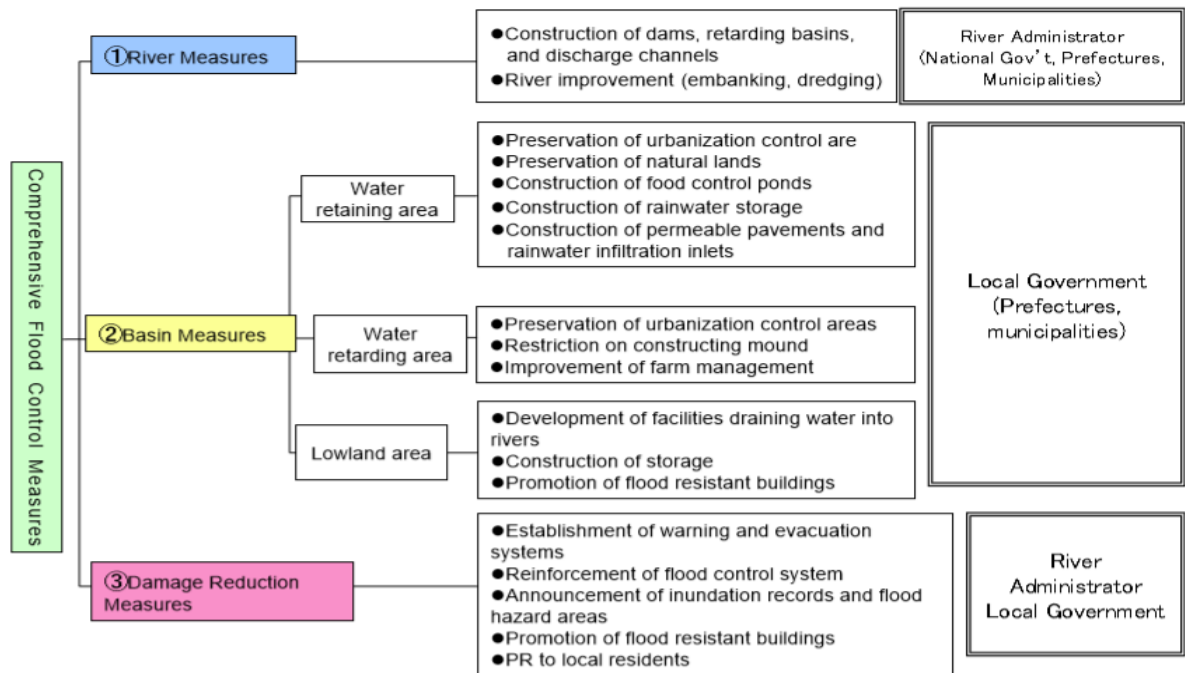 ①River Measures
●Construction of dams, retarding basins,
and discharge channels
●River improvement (embanking, dredging)
River Administrator
(National Gov't, Prefectures,
Municipalities)
Comprehensive Flood Control Measures
②Basin Measures
Water
retaining area
●Preservation of urbanization control are
●Preservation of natural lands
●Construction of food control ponds
●Construction of rainwater storage
●Construction of permeable pavements and
rainwater infiltration inlets
Water
retarding area
●Preservation of urbanization control areas
●Restriction on constructing mound
●Improvement of farm management
Lowland area
●Development of facilities draining water into
rivers
●Construction of storage
●Promotion of flood resistant buildings
Local Government
(Prefectures,
municipalities)
③Damage Reduction
Measures
●Establishment of warning and evacuation
systems
●Reinforcement of flood control system
●Announcement of inundation records and flood
hazard areas
●Promotion of flood resistant buildings
●PR to local residents
River
Administrator
Local Government